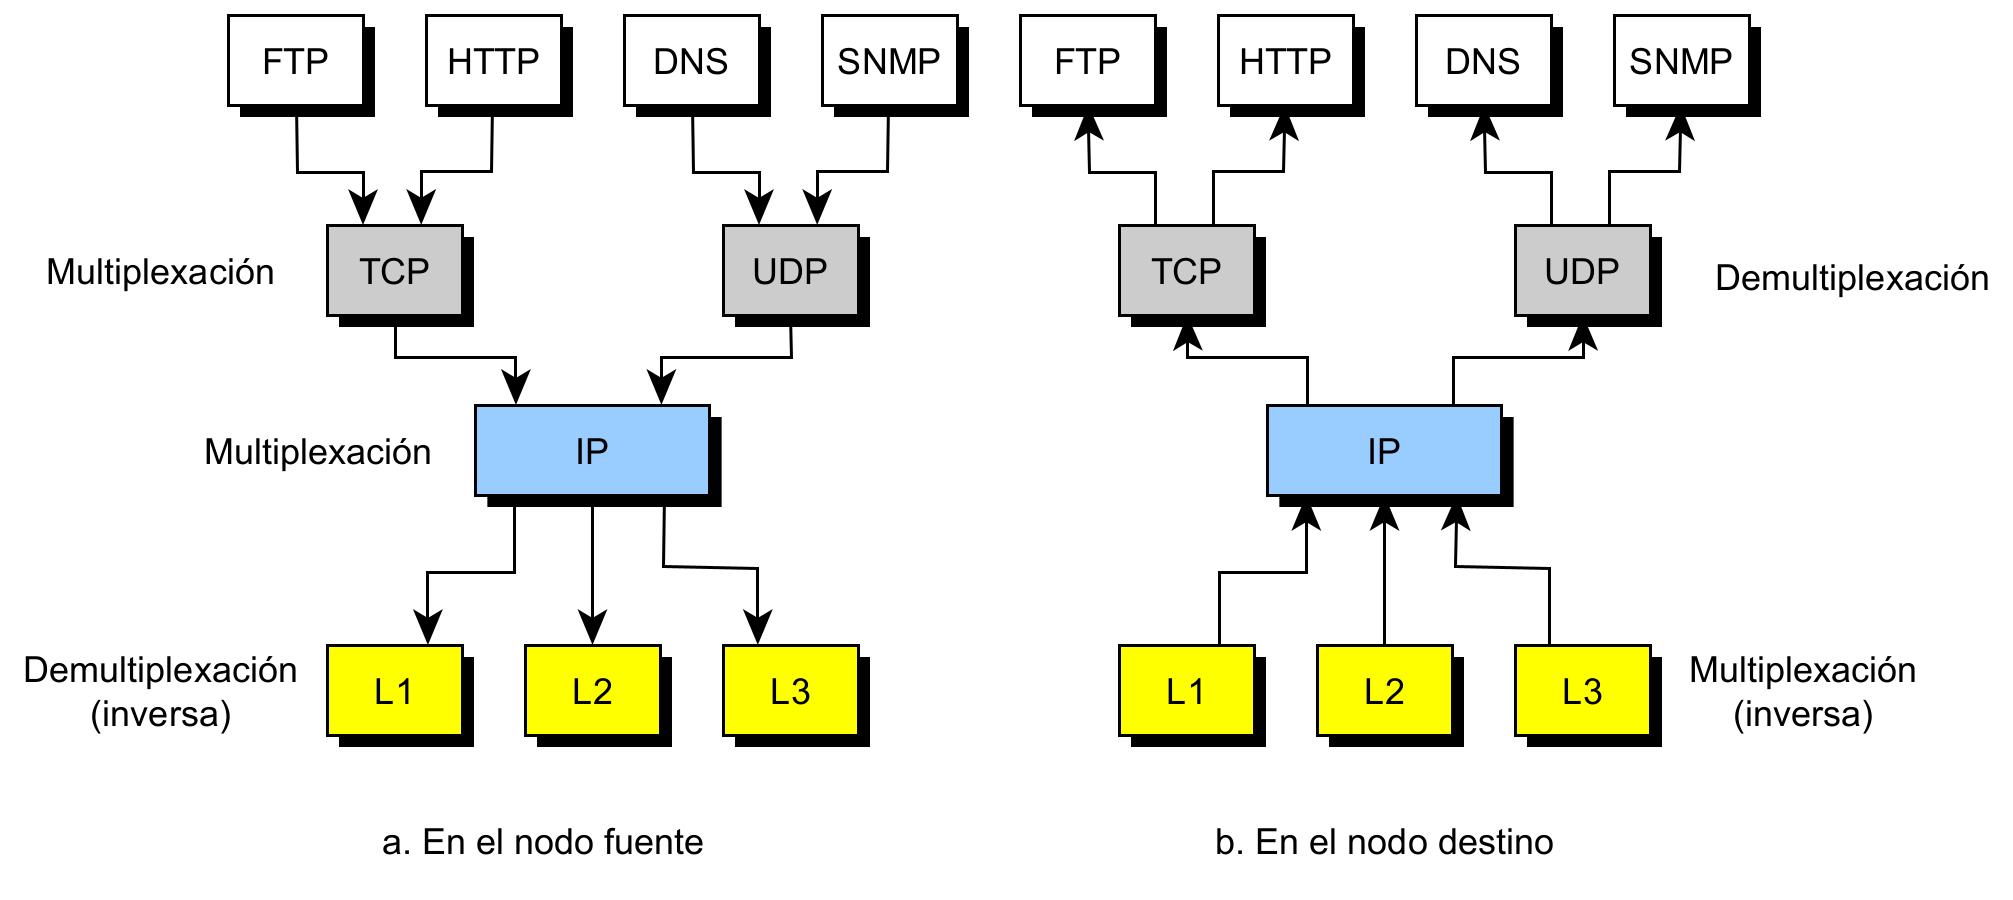 FTP HTTP DNS SNMP FTP HTTP DNS SNMP
Multiplexación TCP UDP TCP UDP Demultiplexación
Multiplexación IP IP
Demultiplexación
(inversa)
L1 L2 L3 L1 L2 L3
Multiplexación
(inversa)
a. En el nodo fuente
b. En el nodo destino